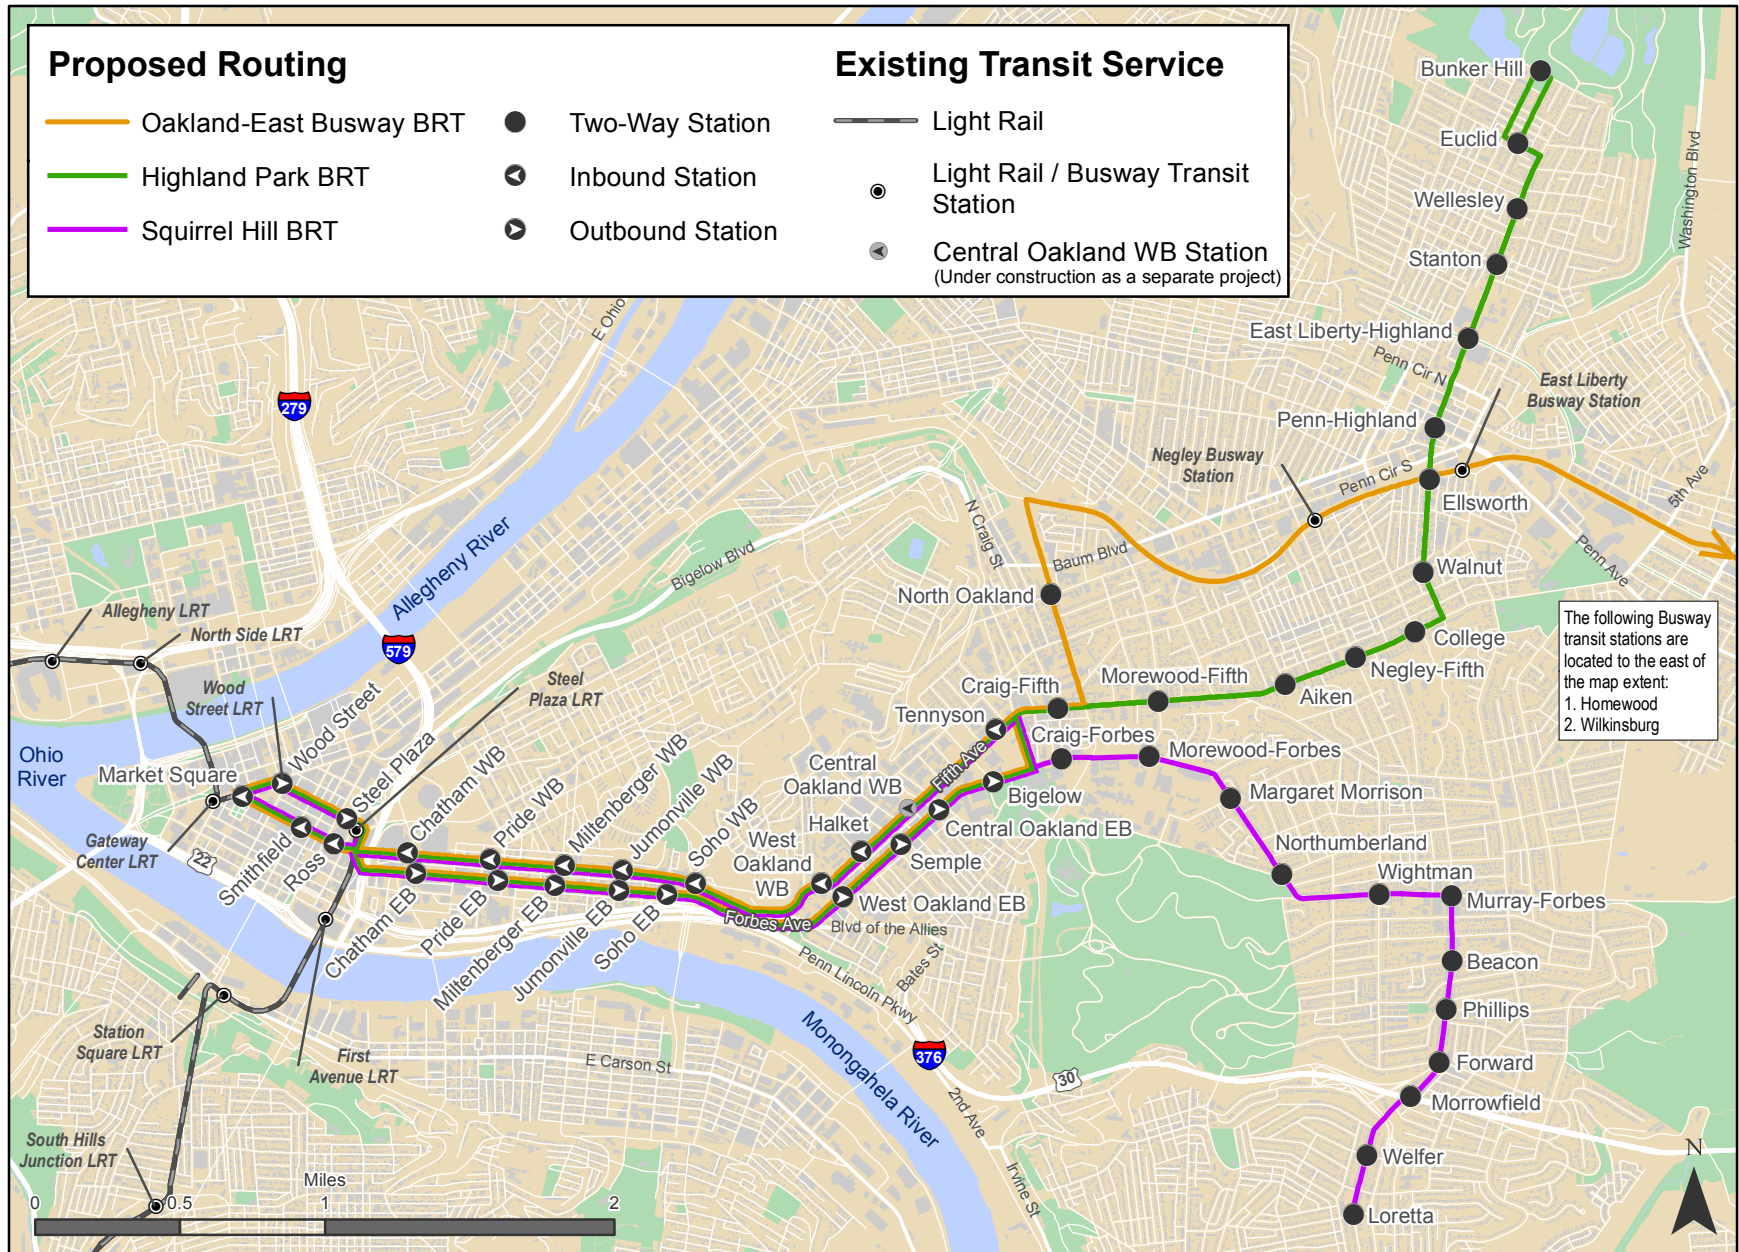 Proposed Routing
Oakland-East Busway BRT
Highland Park BRT
Squirrel Hill BRT
Two-Way Station
Inbound Station
Outbound Station
Existing Transit Service
Light Rail
Light Rail / Busway Transit
Station
Central Oakland WB Station
(Under construction as a separate project)
Bunker Hill
Euclid
Wellesley
Stanton
East Liberty-Highland
Penn-Highland
Ellsworth
Walnut
College
Negley-Fifth
Aiken
Morewood-Fifth
Craig-Fifth
North Oakland
Tennyson
Craig-Forbes
Morewood-Forbes
Margaret Morrison
Northumberland
Wightman
Murray-Forbes
Beacon
Phillips
Forward
Morrowfield
Welfer
Loretta
Bigelow
Central Oakland EB
Semple
West Oakland EB
Central
Oakland WB
Halket
West
Oakland
WB
Soho WB
Jumonville WB
Miltenberger WB
Pride WB
Chatham WB
Steel Plaza
Wood Street
Market Square
Smithfield
Ross
Chatham EB
Pride EB
Miltenberger EB
Jumonville EB
Soho EB
East Liberty
Busway Station
Negley Busway
Station
Allegheny LRT
North Side LRT
Wood
Street LRT
Steel
Plaza LRT
Gateway
Center LRT
Station
Square LRT
First
Avenue LRT
South Hills
Junction LRT
Washington Blvd
E Ohio
Penn Cir N
Penn Cir S
5th Ave
Penn Ave
N Craig St
Baum Blvd
Bigelow Blvd
Fifth Ave
Forbes Ave
Blvd of the Allies
Bates St
Penn Lincoln Pkwy
2nd Ave
Irvine St
E Carson St
Allegheny River
Ohio
River
Monongahela River
279
579
376
22
30
The following Busway
transit stations are
located to the east of
the map extent:
1. Homewood
2. Wilkinsburg
N
Miles
0
0.5
1
2